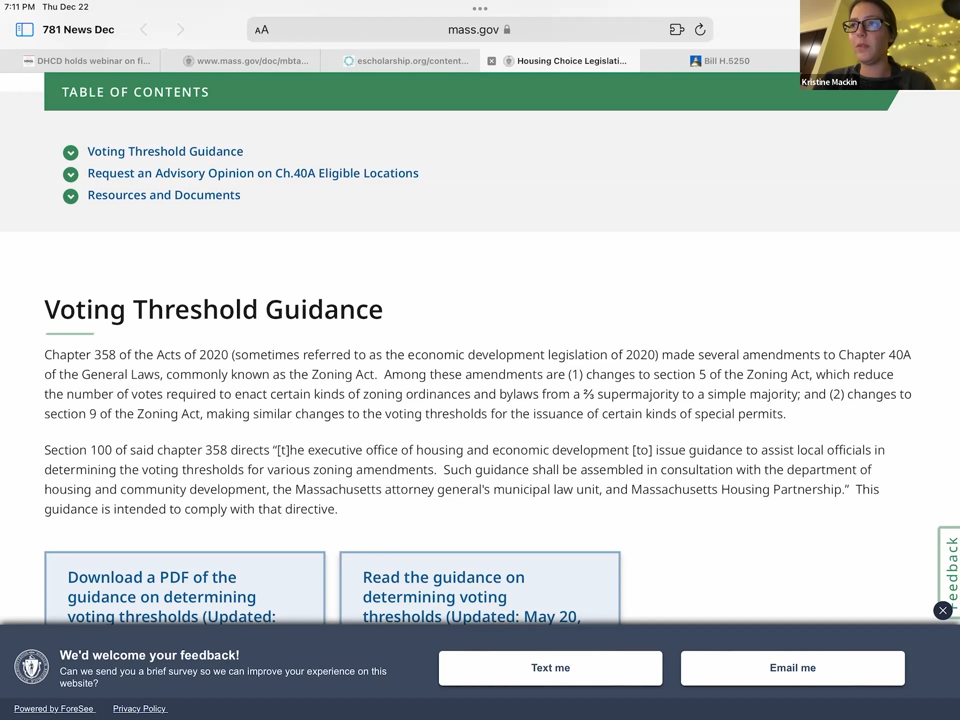 7:11 PM Thu Dec 22
781 News Dec
AA
mass.gov
DHCD holds webinar on fi...
www.mass.gov/doc/mbta...
escholarship.org/content...
Housing Choice Legislati...
Bill H.5250
Kristine Mackin
TABLE OF CONTENTS
Voting Threshold Guidance
Request an Advisory Opinion on Ch.40A Eligible Locations
Resources and Documents
Voting Threshold Guidance
Chapter 358 of the Acts of 2020 (sometimes referred to as the economic development legislation of 2020) made several amendments to Chapter 40A
of the General Laws, commonly known as the Zoning Act. Among these amendments are (1) changes to section 5 of the Zoning Act, which reduce
the number of votes required to enact certain kinds of zoning ordinances and bylaws from a ⅔ supermajority to a simple majority; and (2) changes to
section 9 of the Zoning Act, making similar changes to the voting thresholds for the issuance of certain kinds of special permits.
Section 100 of said chapter 358 directs “[t]he executive office of housing and economic development [to] issue guidance to assist local officials in
determining the voting thresholds for various zoning amendments. Such guidance shall be assembled in consultation with the department of
housing and community development, the Massachusetts attorney general's municipal law unit, and Massachusetts Housing Partnership.” This
guidance is intended to comply with that directive.
Download a PDF of the
guidance on determining
voting thresholds (Updated:
Read the guidance on
determining voting
thresholds (Updated: May 20,
Feedback
We'd welcome your feedback!
Can we send you a brief survey so we can improve your experience on this
website?
Text me
Email me
Powered by ForeSee
Privacy Policy